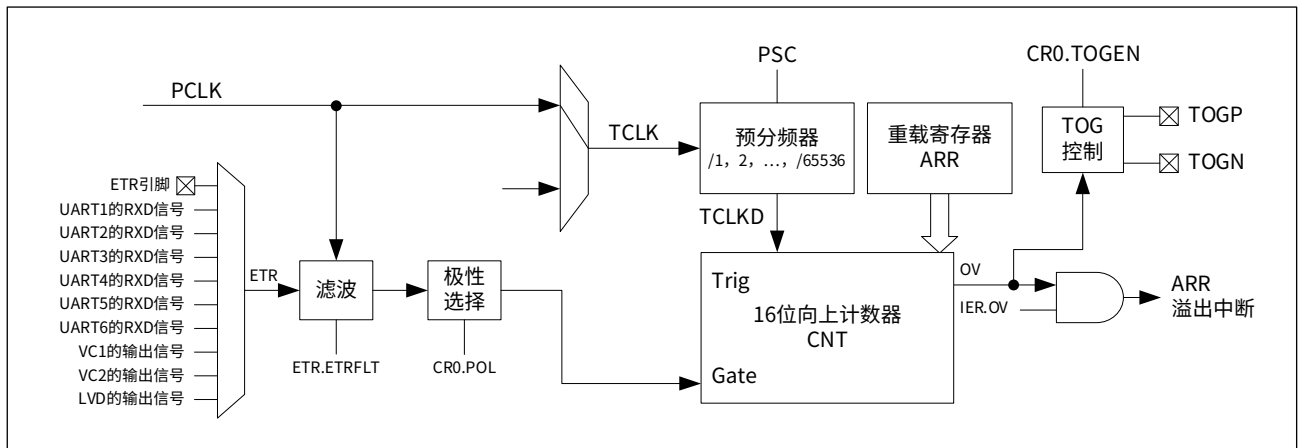 PSC
CR0.TOGEN
PCLK
TCLK
预分频器
/1，2，…，/65536
重载寄存器
ARR
TOG
控制
TOGP
TOGN
ETR引脚
UART1的RXD信号
UART2的RXD信号
UART3的RXD信号
UART4的RXD信号
UART5的RXD信号
UART6的RXD信号
VC1的输出信号
VC2的输出信号
LVD的输出信号
ETR
滤波
ETR.ETRFLT
极性
选择
CR0.POL
TCLKD
Trig
16位向上计数器
CNT
Gate
OV
IER.OV
ARR
溢出中断